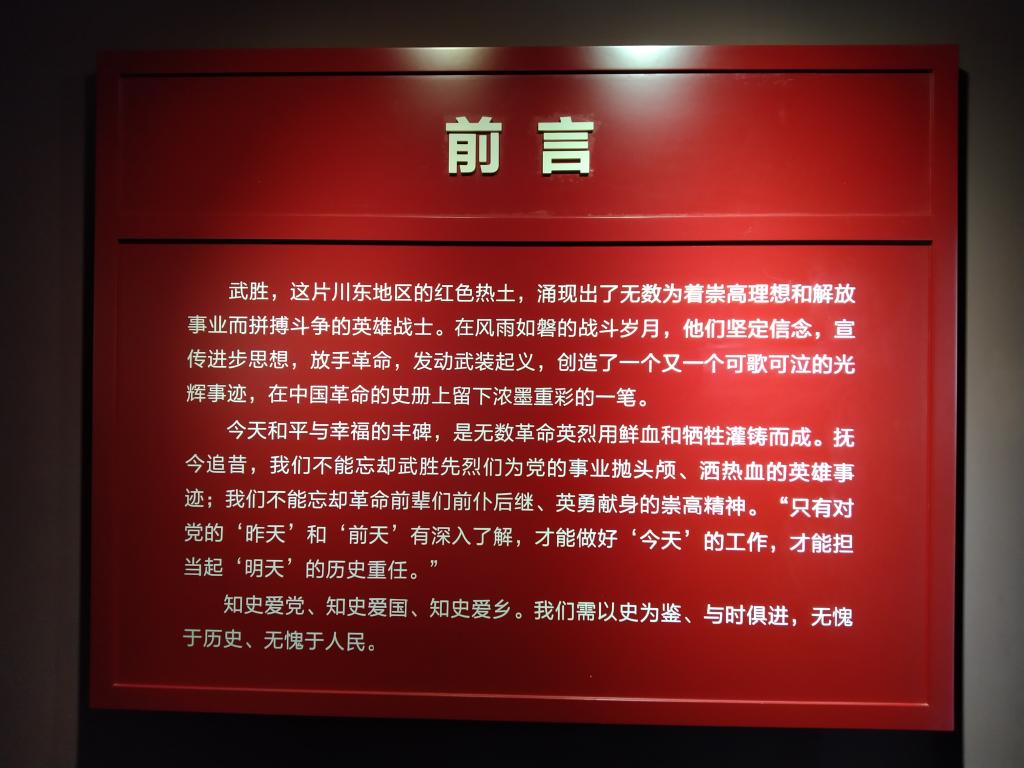 前言
武胜，这片川东地区的红色热土，涌现出了无数为着崇高理想和解放
事业而拼搏斗争的英雄战士。在风雨如磐的战斗岁月，他们坚定信念，宣
传进步思想，放手革命，发动武装起义，创造了一个又一个可歌可泣的光
辉事迹，在中国革命的史册上留下浓墨重彩的一笔。
今天和平与幸福的丰碑，是无数革命英烈用鲜血和牺牲灌铸而成。抚
今追昔，我们不能忘却武胜先烈们为党的事业抛头颅、洒热血的英雄事
迹；我们不能忘却革命前辈们前仆后继、英勇献身的崇高精神。“只有对
党的‘昨天’和‘前天’有深入了解，才能做好‘今天’的工作，才能担
当起‘明天’的历史重任。”
知史爱党、知史爱国、知史爱乡。我们需以史为鉴、与时俱进，无愧
于历史、无愧于人民。